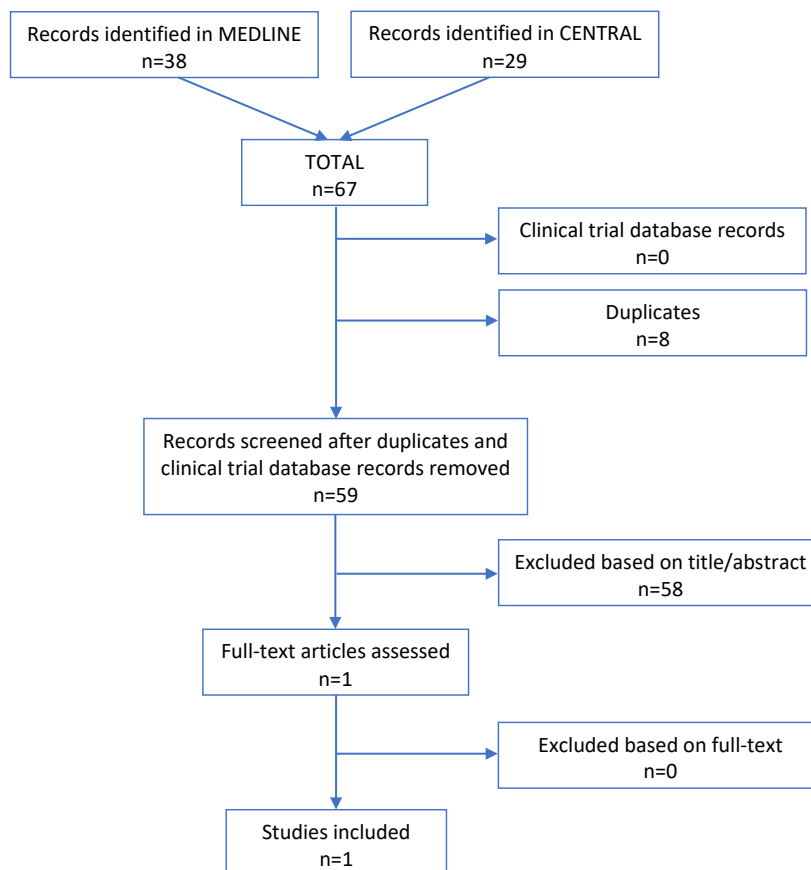 Records identified in MEDLINE
n=38
Records identified in CENTRAL
n=29
TOTAL
n=67
Clinical trial database records
n=0
Duplicates
n=8
Records screened after duplicates and
clinical trial database records removed
n=59
Excluded based on title/abstract
n=58
Full-text articles assessed
n=1
Excluded based on full-text
n=0
Studies included
n=1